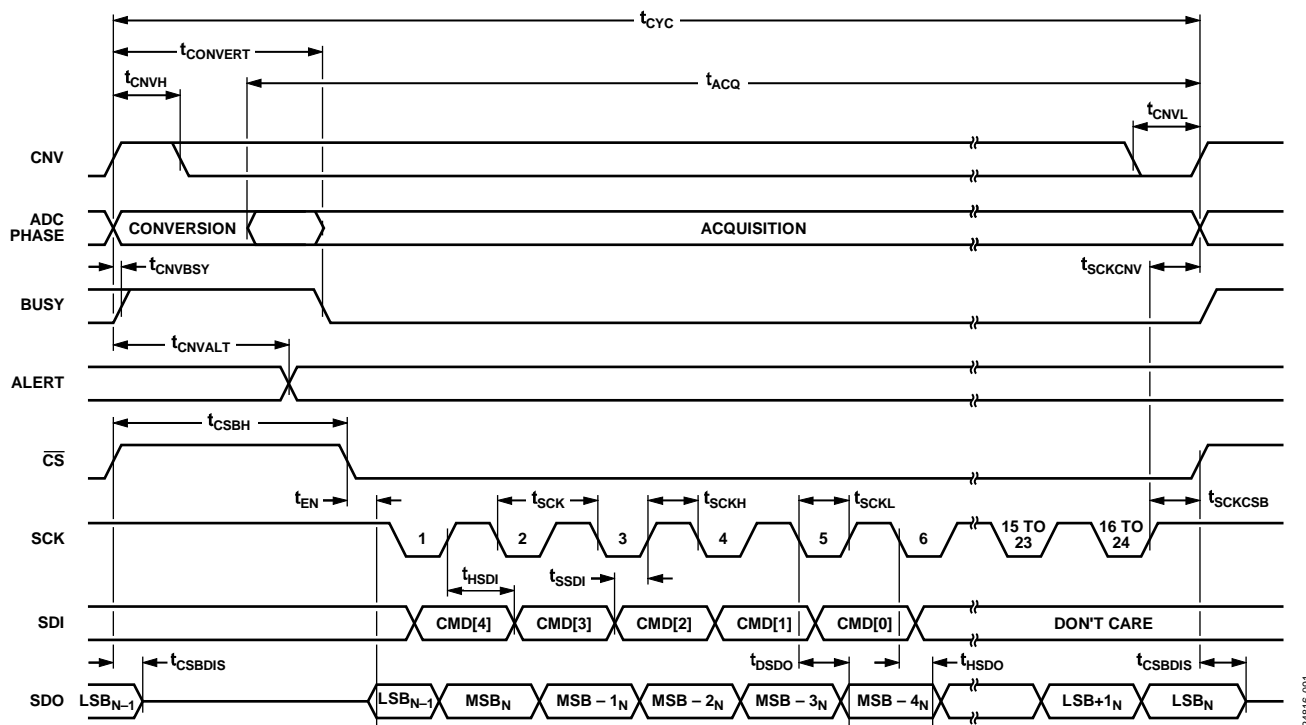 tCYC
tCONVERT
tCNVH
tACQ
tCNVL
CNV
ADC
PHASE
CONVERSION
ACQUISITION
tCNVBSY
tSCKCNV
BUSY
tCNVALT
ALERT
tCSBH
CS
tEN
tSCK
tSCKH
tSCKL
tSCKCSB
SCK
1 2 3 4 5 6 15 TO 23 16 TO 24
tHSDI
tSSDI
SDI
CMD[4] CMD[3] CMD[2] CMD[1] CMD[0] DON'T CARE
tCSBDIS
tDSDO
tHSDO
tCSBDIS
SDO LSBN–1 LSBN–1 MSBN MSB – 1N MSB – 2N MSB – 3N MSB – 4N LSB+1N LSBN